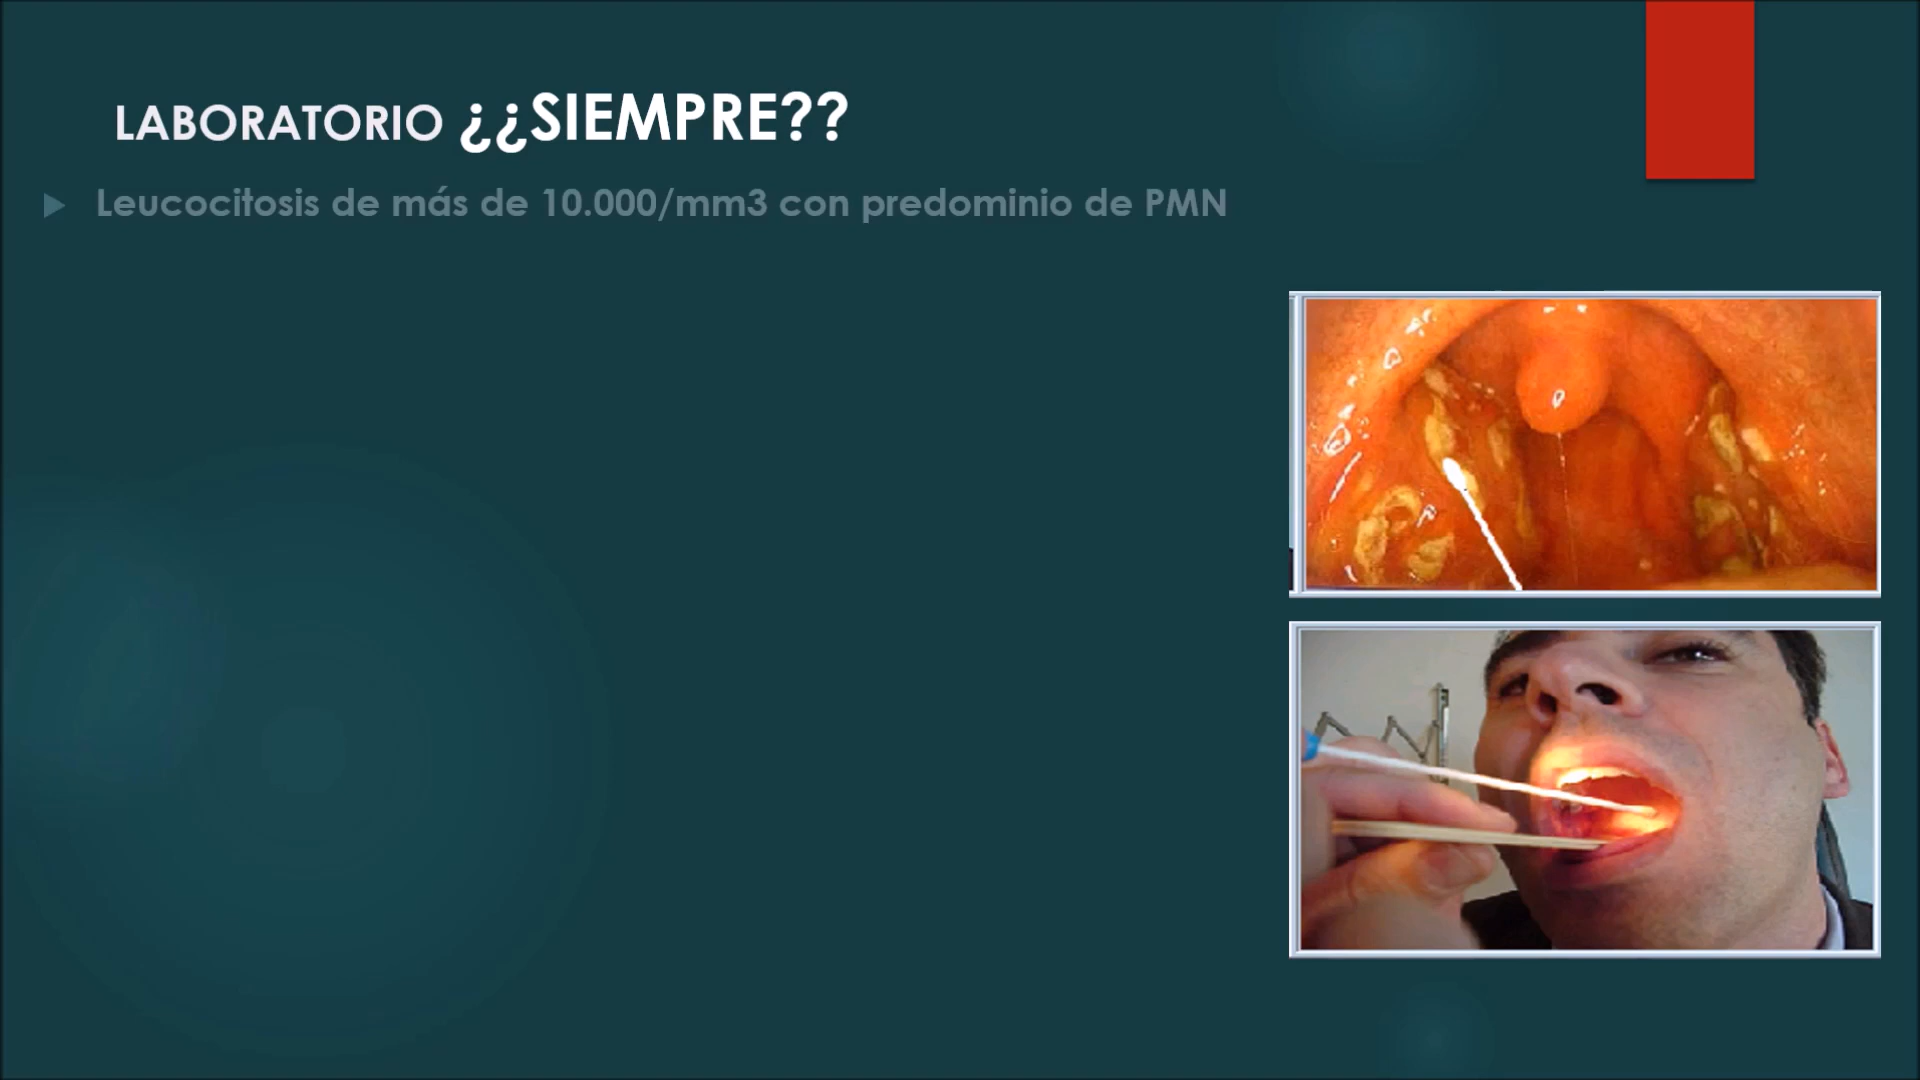 LABORATORIO ¿¿SIEMPRE??
Leucocitosis de más de 10.000/mm3 con predominio de PMN